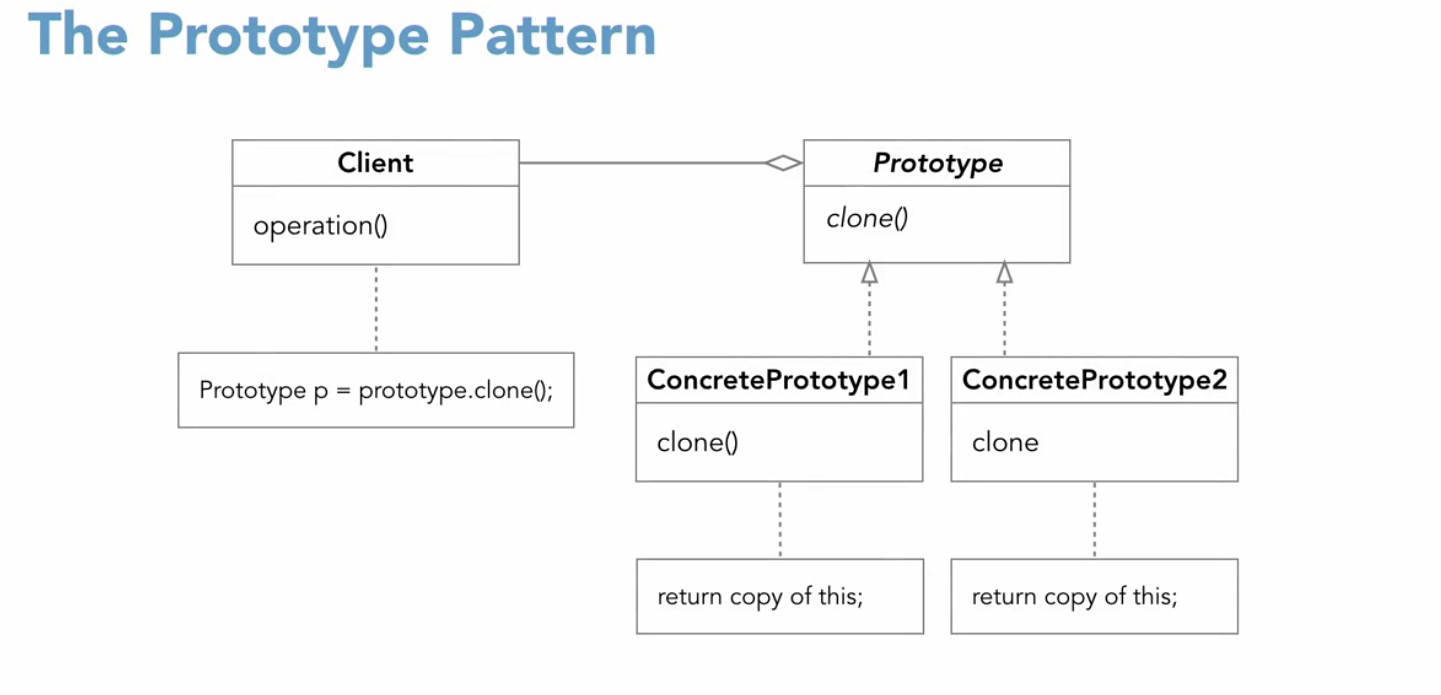 The Prototype Pattern
Client
operation()
Prototype p = prototype.clone();
Prototype
clone()
ConcretePrototype1
clone()
return copy of this;
ConcretePrototype2
clone
return copy of this;